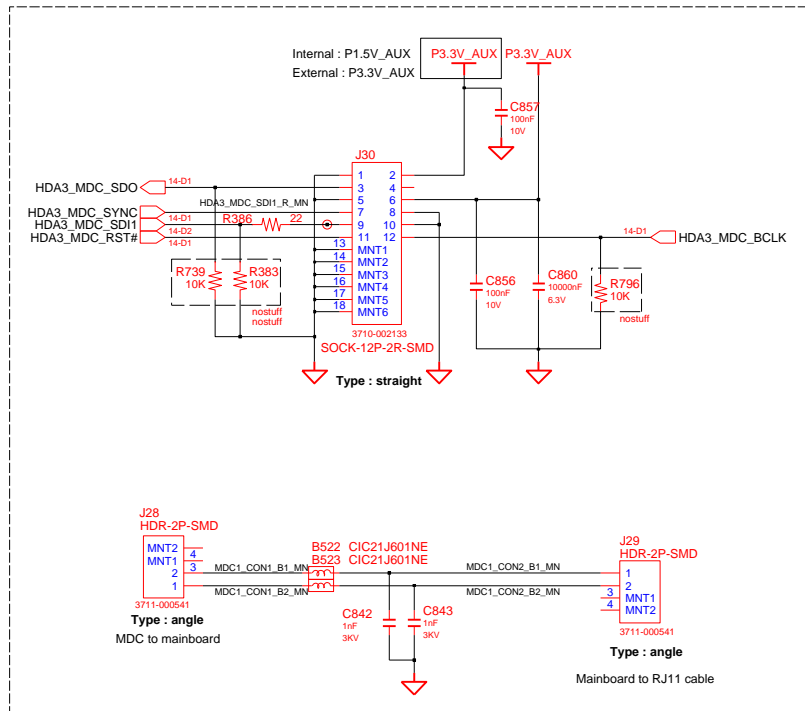 Internal : P1.5V_AUX
External : P3.3V_AUX
P3.3V_AUX
P3.3V_AUX
C857
100nF
10V
J30
1
2
3
4
5
6
7
8
9
10
11
12
13
MNT1
14
MNT2
15
MNT3
16
MNT4
17
MNT5
18
MNT6
3710-002133
SOCK-12P-2R-SMD
Type : straight
HDA3_MDC_SDO
14-D1
HDA3_MDC_SDI1_R_MN
HDA3_MDC_SYNC
14-D1
HDA3_MDC_SDI1
R386
22
14-D2
HDA3_MDC_RST#
14-D1
14-D1
HDA3_MDC_BCLK
R739
10K
R383
10K
nostuff
nostuff
C856
100nF
10V
C860
10000nF
6.3V
R796
10K
nostuff
J28
HDR-2P-SMD
MNT2
4
MNT1
3
2
1
3711-000541
Type : angle
MDC to mainboard
B522 CIC21J601NE
B523 CIC21J601NE
MDC1_CON1_B1_MN
MDC1_CON1_B2_MN
MDC1_CON2_B1_MN
MDC1_CON2_B2_MN
C842
1nF
3KV
C843
1nF
3KV
J29
HDR-2P-SMD
1
2
3
MNT1
4
MNT2
3711-000541
Type : angle
Mainboard to RJ11 cable